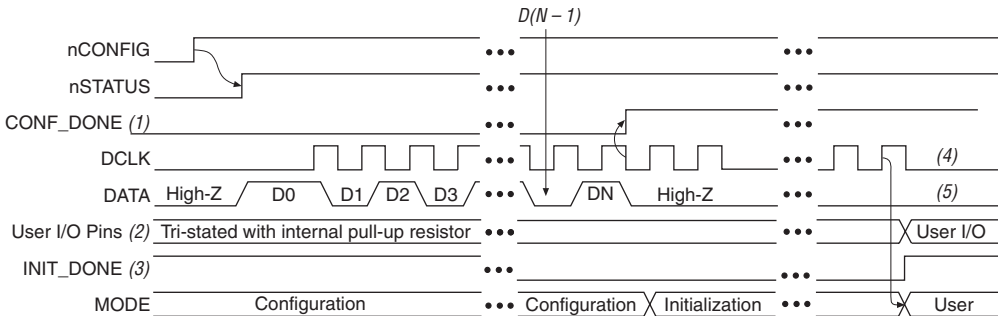 D(N – 1)
nCONFIG
nSTATUS
CONF_DONE (1)
DCLK (4)
DATA High-Z D0 D1 D2 D3 DN High-Z (5)
User I/O Pins (2) Tri-stated with internal pull-up resistor User I/O
INIT_DONE (3)
MODE Configuration Configuration Initialization User